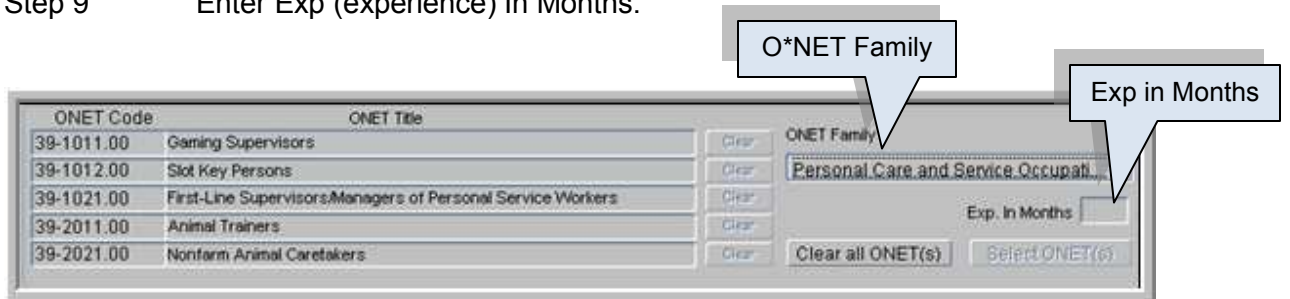 Step 9 Enter Exp (experience) In Months.
O*NET Family
Exp in Months
ONET Code ONET Title
39-1011.00 Gaming Supervisors Clear
39-1012.00 Slot Key Persons Clear
39-1021.00 First-Line Supervisors/Managers of Personal Service Workers Clear
39-2011.00 Animal Trainers Clear
39-2021.00 Nonfarm Animal Caretakers Clear
ONET Family
Personal Care and Service Occupati...
Exp. In Months
Clear all ONET(s) Select ONET(s)